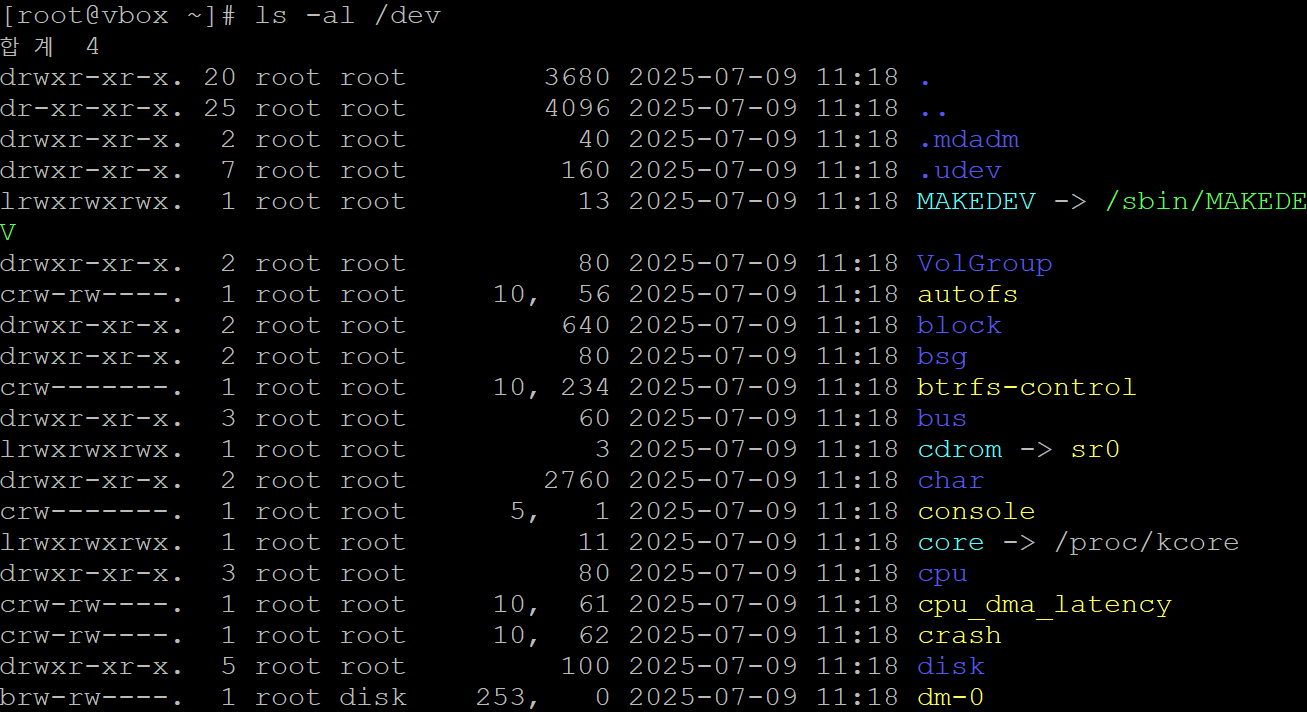 [root@vbox ~]# ls -al /dev
합계  4
drwxr-xr-x. 20 root root        3680 2025-07-09 11:18 .
dr-xr-xr-x. 25 root root        4096 2025-07-09 11:18 ..
drwxr-xr-x.  2 root root          40 2025-07-09 11:18 .mdadm
drwxr-xr-x.  7 root root         160 2025-07-09 11:18 .udev
lrwxrwxrwx.  1 root root          13 2025-07-09 11:18 MAKEDEV -> /sbin/MAKEDE
V
drwxr-xr-x.  2 root root          80 2025-07-09 11:18 VolGroup
crw-rw----.  1 root root     10,  56 2025-07-09 11:18 autofs
drwxr-xr-x.  2 root root         640 2025-07-09 11:18 block
drwxr-xr-x.  2 root root          80 2025-07-09 11:18 bsg
crw-------.  1 root root     10, 234 2025-07-09 11:18 btrfs-control
drwxr-xr-x.  3 root root          60 2025-07-09 11:18 bus
lrwxrwxrwx.  1 root root           3 2025-07-09 11:18 cdrom -> sr0
drwxr-xr-x.  2 root root        2760 2025-07-09 11:18 char
crw-------.  1 root root      5,   1 2025-07-09 11:18 console
lrwxrwxrwx.  1 root root          11 2025-07-09 11:18 core -> /proc/kcore
drwxr-xr-x.  3 root root          80 2025-07-09 11:18 cpu
crw-rw----.  1 root root     10,  61 2025-07-09 11:18 cpu_dma_latency
crw-rw----.  1 root root     10,  62 2025-07-09 11:18 crash
drwxr-xr-x.  5 root root         100 2025-07-09 11:18 disk
brw-rw----.  1 root disk    253,   0 2025-07-09 11:18 dm-0